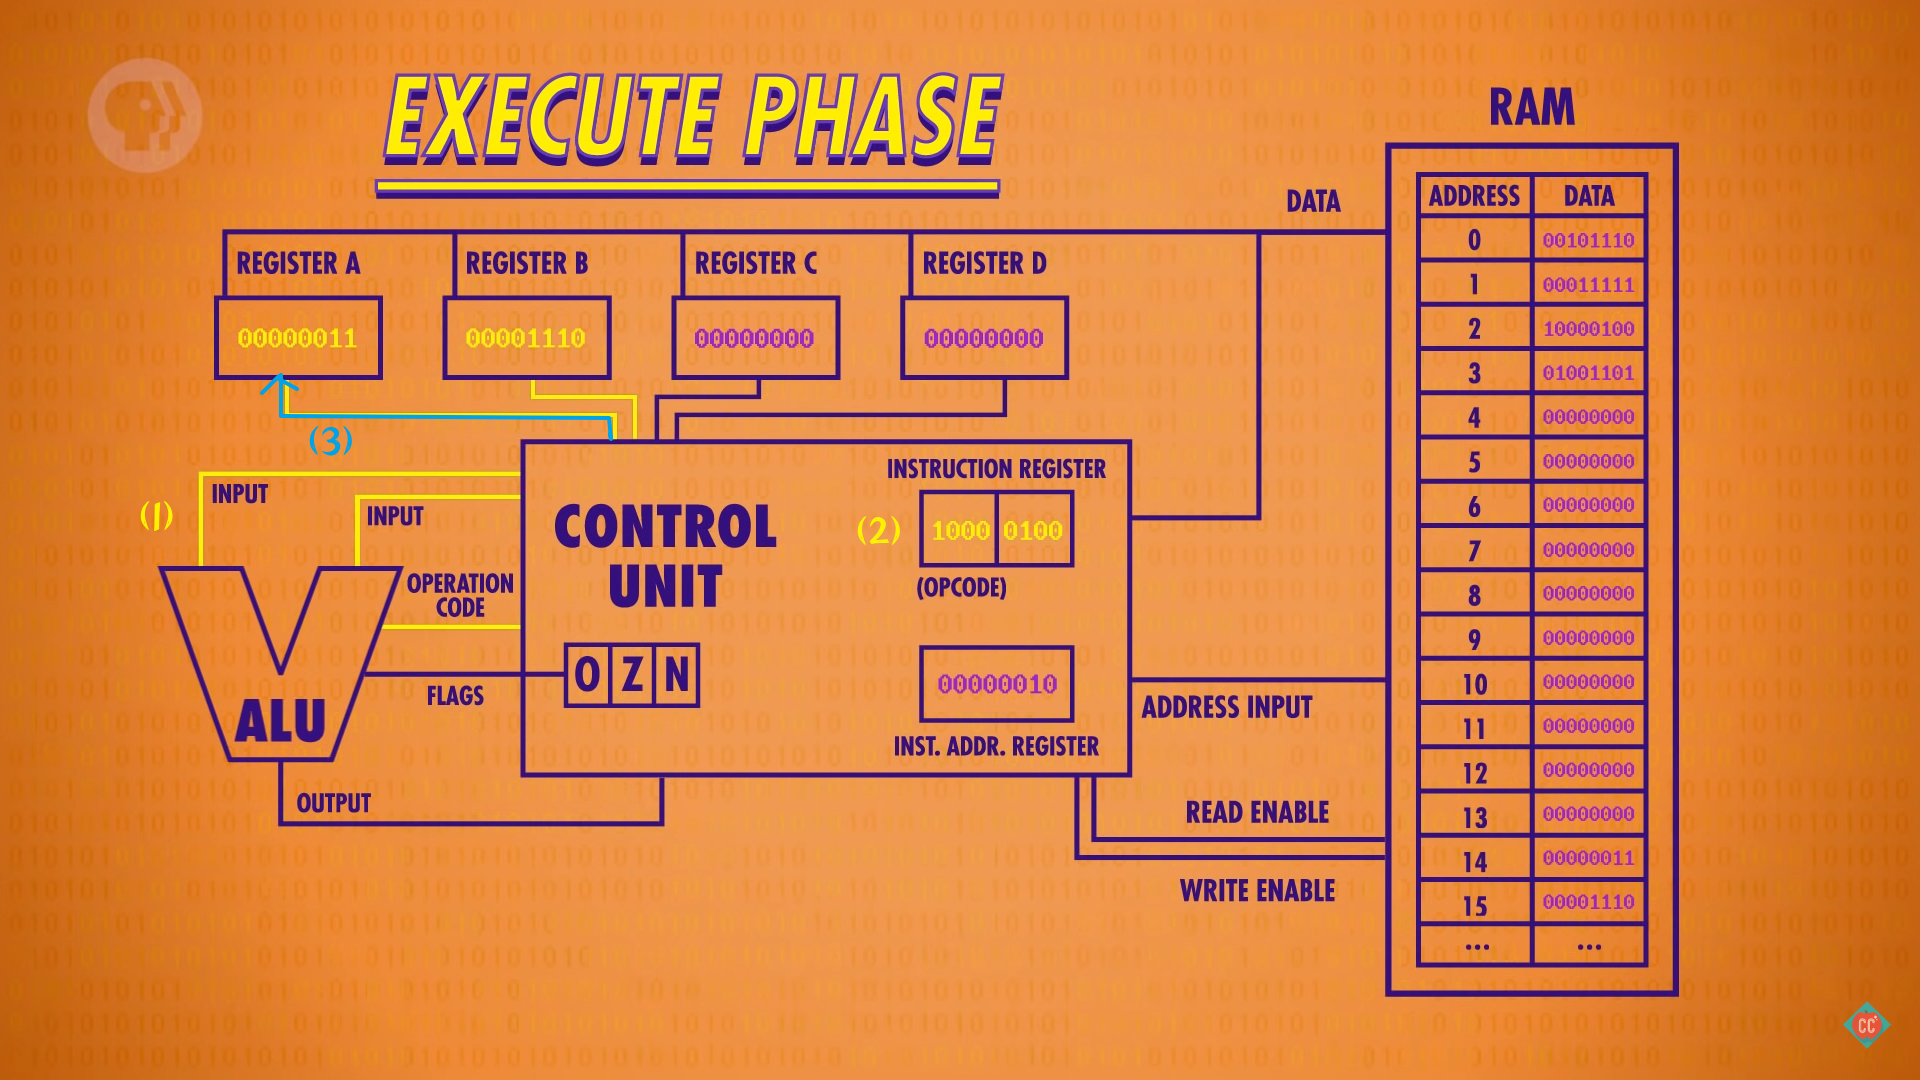 EXECUTE PHASE
RAM
DATA
ADDRESS DATA
0 00101110
1 00011111
2 10000100
3 01001101
4 00000000
5 00000000
6 00000000
7 00000000
8 00000000
9 00000000
10 00000000
11 00000000
12 00000000
13 00000000
14 00000011
15 00001110
... ...
REGISTER A
00000011
REGISTER B
00001110
REGISTER C
00000000
REGISTER D
00000000
(3)
(1)
INPUT
INPUT
OPERATION
CODE
FLAGS
ALU
OUTPUT
CONTROL
UNIT
O Z N
INSTRUCTION REGISTER
(2)
1000 0100
(OPCODE)
00000010
INST. ADDR. REGISTER
ADDRESS INPUT
READ ENABLE
WRITE ENABLE
CC